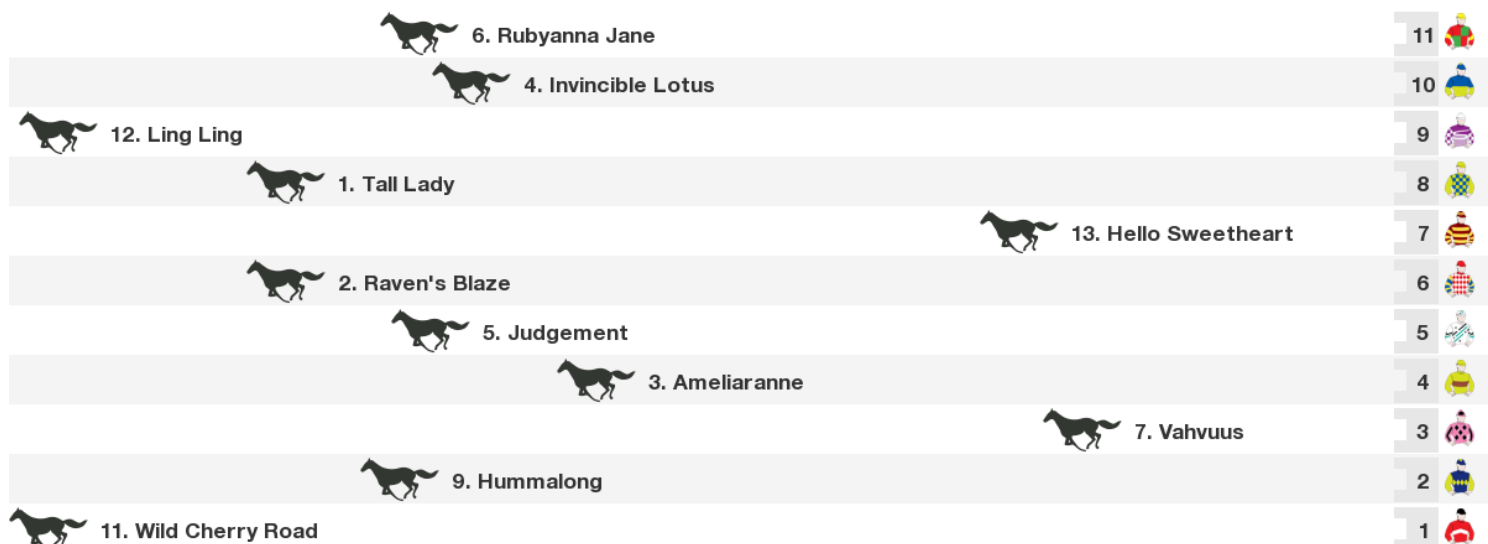 6. Rubyanna Jane 11
4. Invincible Lotus 10
12. Ling Ling 9
1. Tall Lady 8
13. Hello Sweetheart 7
2. Raven's Blaze 6
5. Judgement 5
3. Ameliaranne 4
7. Vahvuus 3
9. Hummalong 2
11. Wild Cherry Road 1